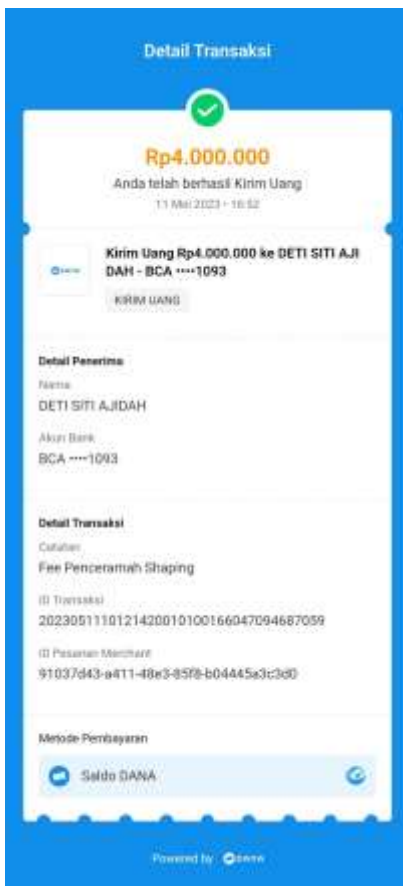 Detail Transaksi
Rp4.000.000
Anda telah berhasil Kirim Uang
11 Mei 2023 • 16:52
DANA
Kirim Uang Rp4.000.000 ke DETI SITI AJI
DAH - BCA ••••1093
KIRIM UANG
Detail Penerima
Nama
DETI SITI AJIDAH
Akun Bank
BCA ••••1093
Detail Transaksi
Catatan
Fee Penceramah Shaping
ID Transaksi
ID Pesanan Merchant
91037d43-a411-48e3-85f8-b04445a3c3d0
Metode Pembayaran
Saldo DANA
Powered by DANA